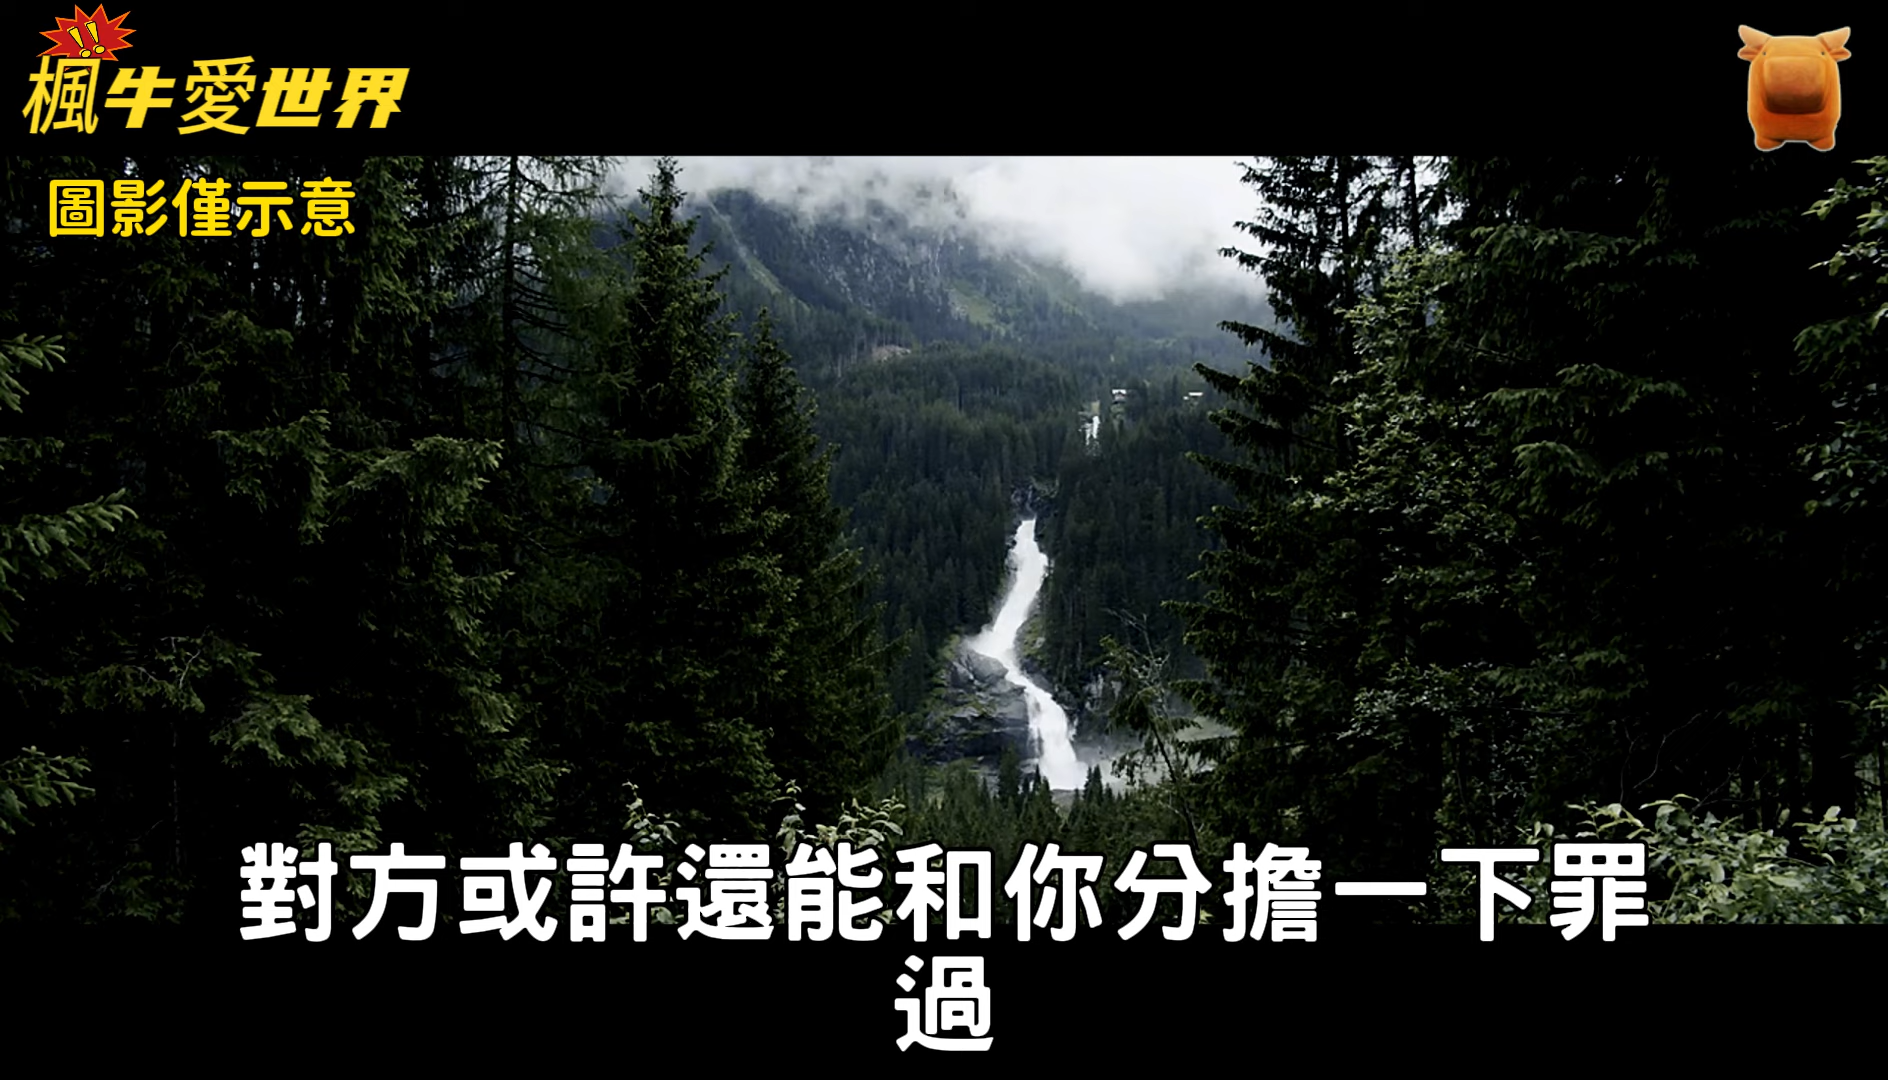 楓牛愛世界
圖影僅示意
對方或許還能和你分擔一下罪
過